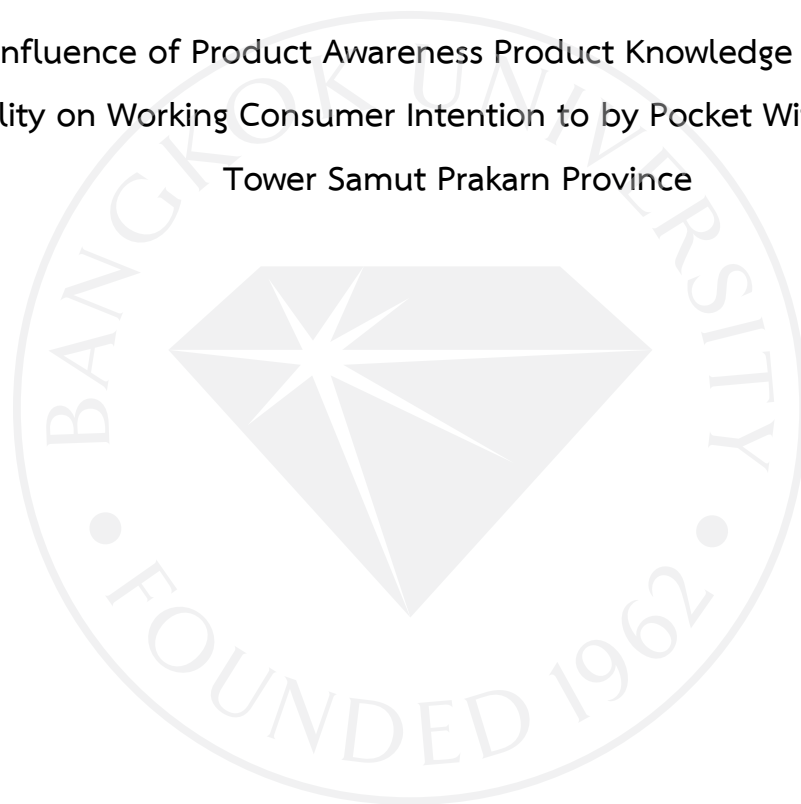 nfluence of Product Awareness Product Knowledge
lity on Working Consumer Intention to by Pocket Wi
Tower Samut Prakarn Province
BANGKOK UNIVERSITY
• FOUNDED 1962 •